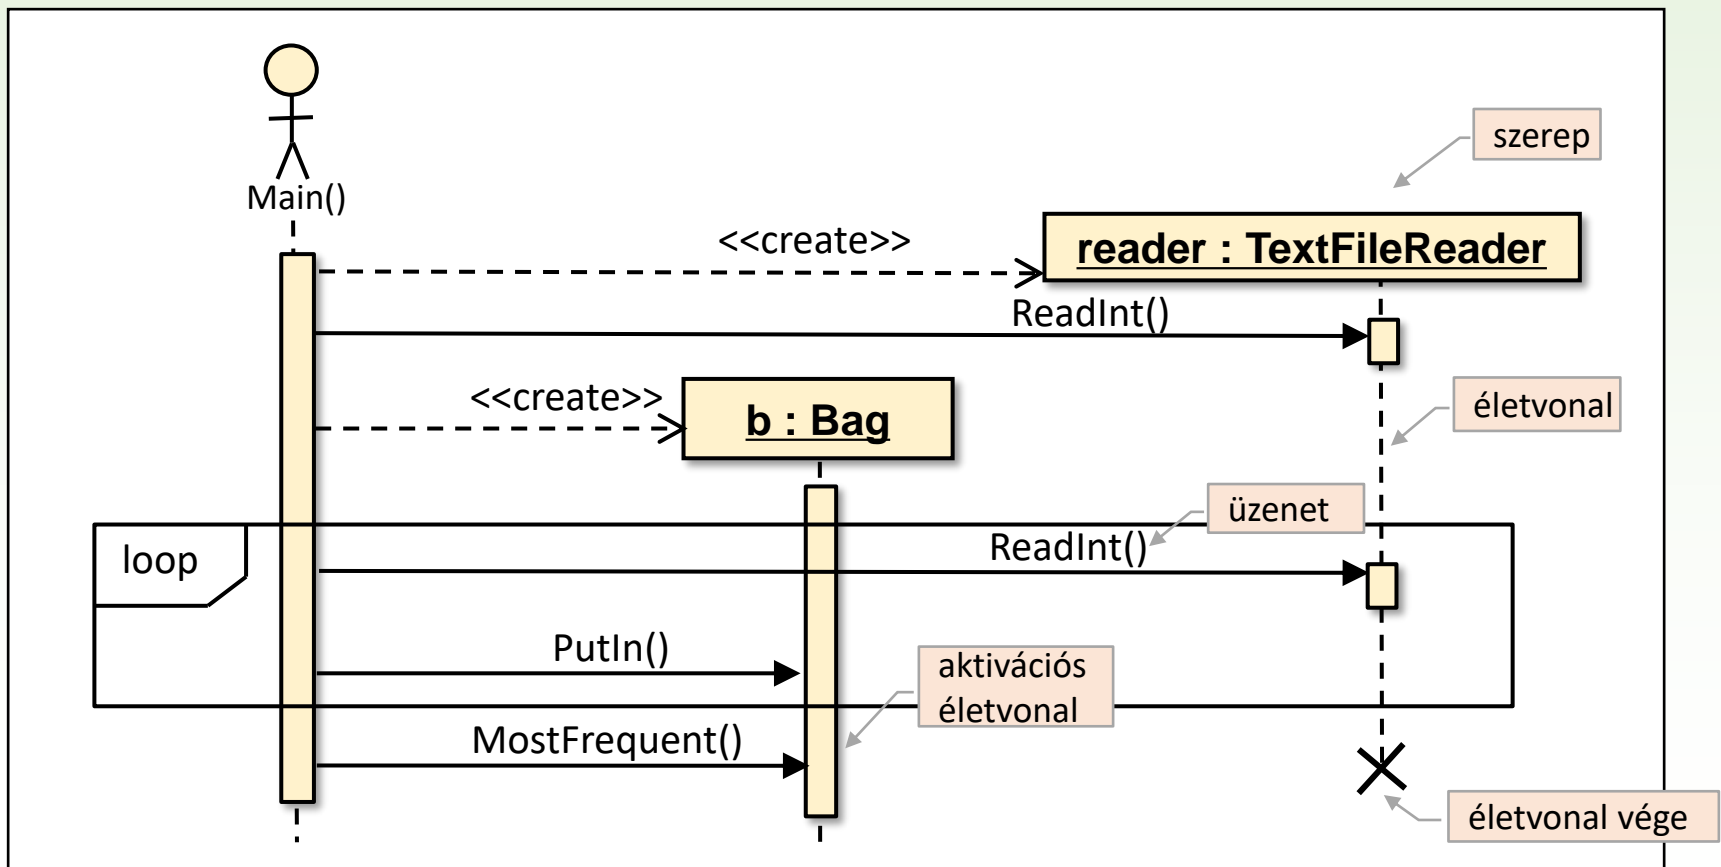 szerep
Main()
<<create>>
reader : TextFileReader
ReadInt()
<<create>>
b : Bag
életvonal
üzenet
loop
ReadInt()
PutIn()
aktivációs
életvonal
MostFrequent()
életvonal vége